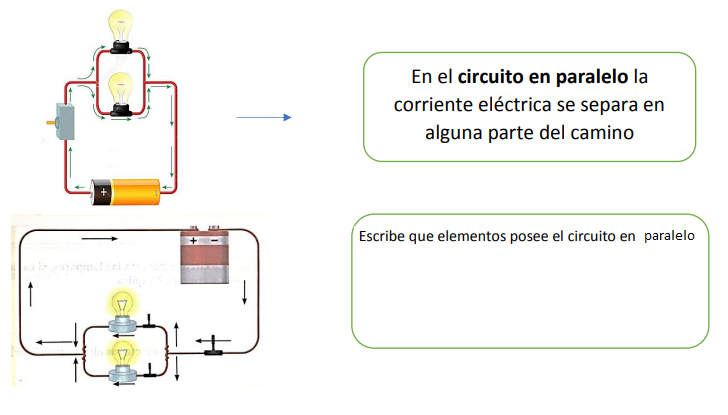 En el circuito en paralelo la
corriente eléctrica se separa en
alguna parte del camino
+
+ −
Escribe que elementos posee el circuito en paralelo